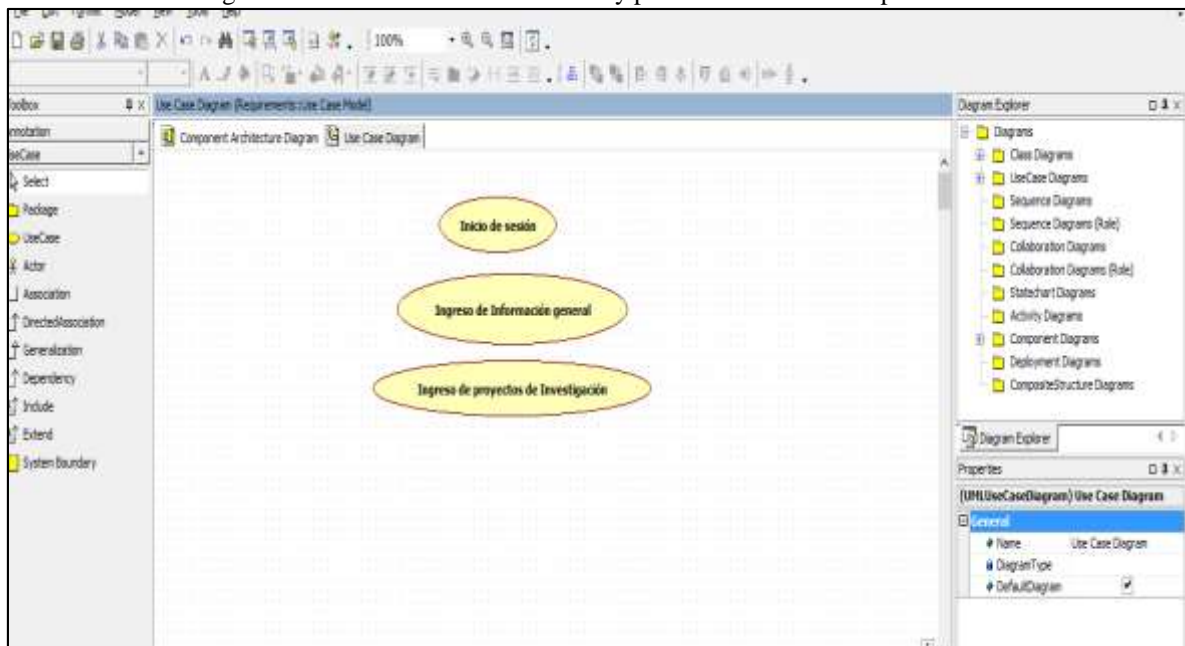 100%
Use Case Diagram (Requirements::Use Case Model)
Component Architecture Diagram
Use Case Diagram
Select
Package
UseCase
Actor
Association
DirectedAssociation
Generalization
Dependency
Include
Extend
System Boundary
Inicio de sesión
Ingreso de Información general
Ingreso de proyectos de Investigación
Diagram Explorer
Diagrams
Class Diagrams
UseCase Diagrams
Sequence Diagrams
Sequence Diagrams (Role)
Collaboration Diagrams
Collaboration Diagrams (Role)
Statechart Diagrams
Activity Diagrams
Component Diagrams
Deployment Diagrams
CompositeStructure Diagrams
Diagram Explorer
Properties
(UMLUseCaseDiagram) Use Case Diagram
General
Name Use Case Diagram
DiagramType
DefaultDiagram